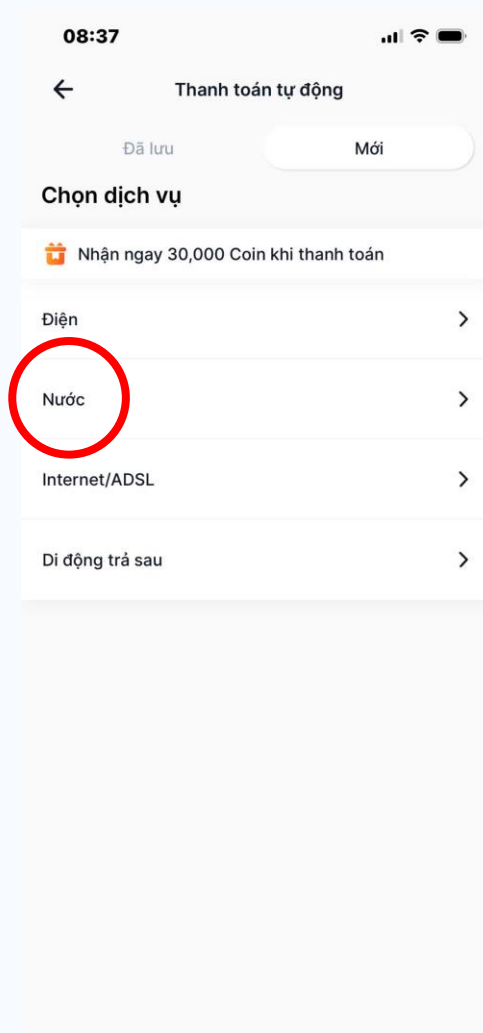 08:37
Thanh toán tự động
Đã lưu
Mới
Chọn dịch vụ
Nhận ngay 30,000 Coin khi thanh toán
Điện
Nước
Internet/ADSL
Di động trả sau